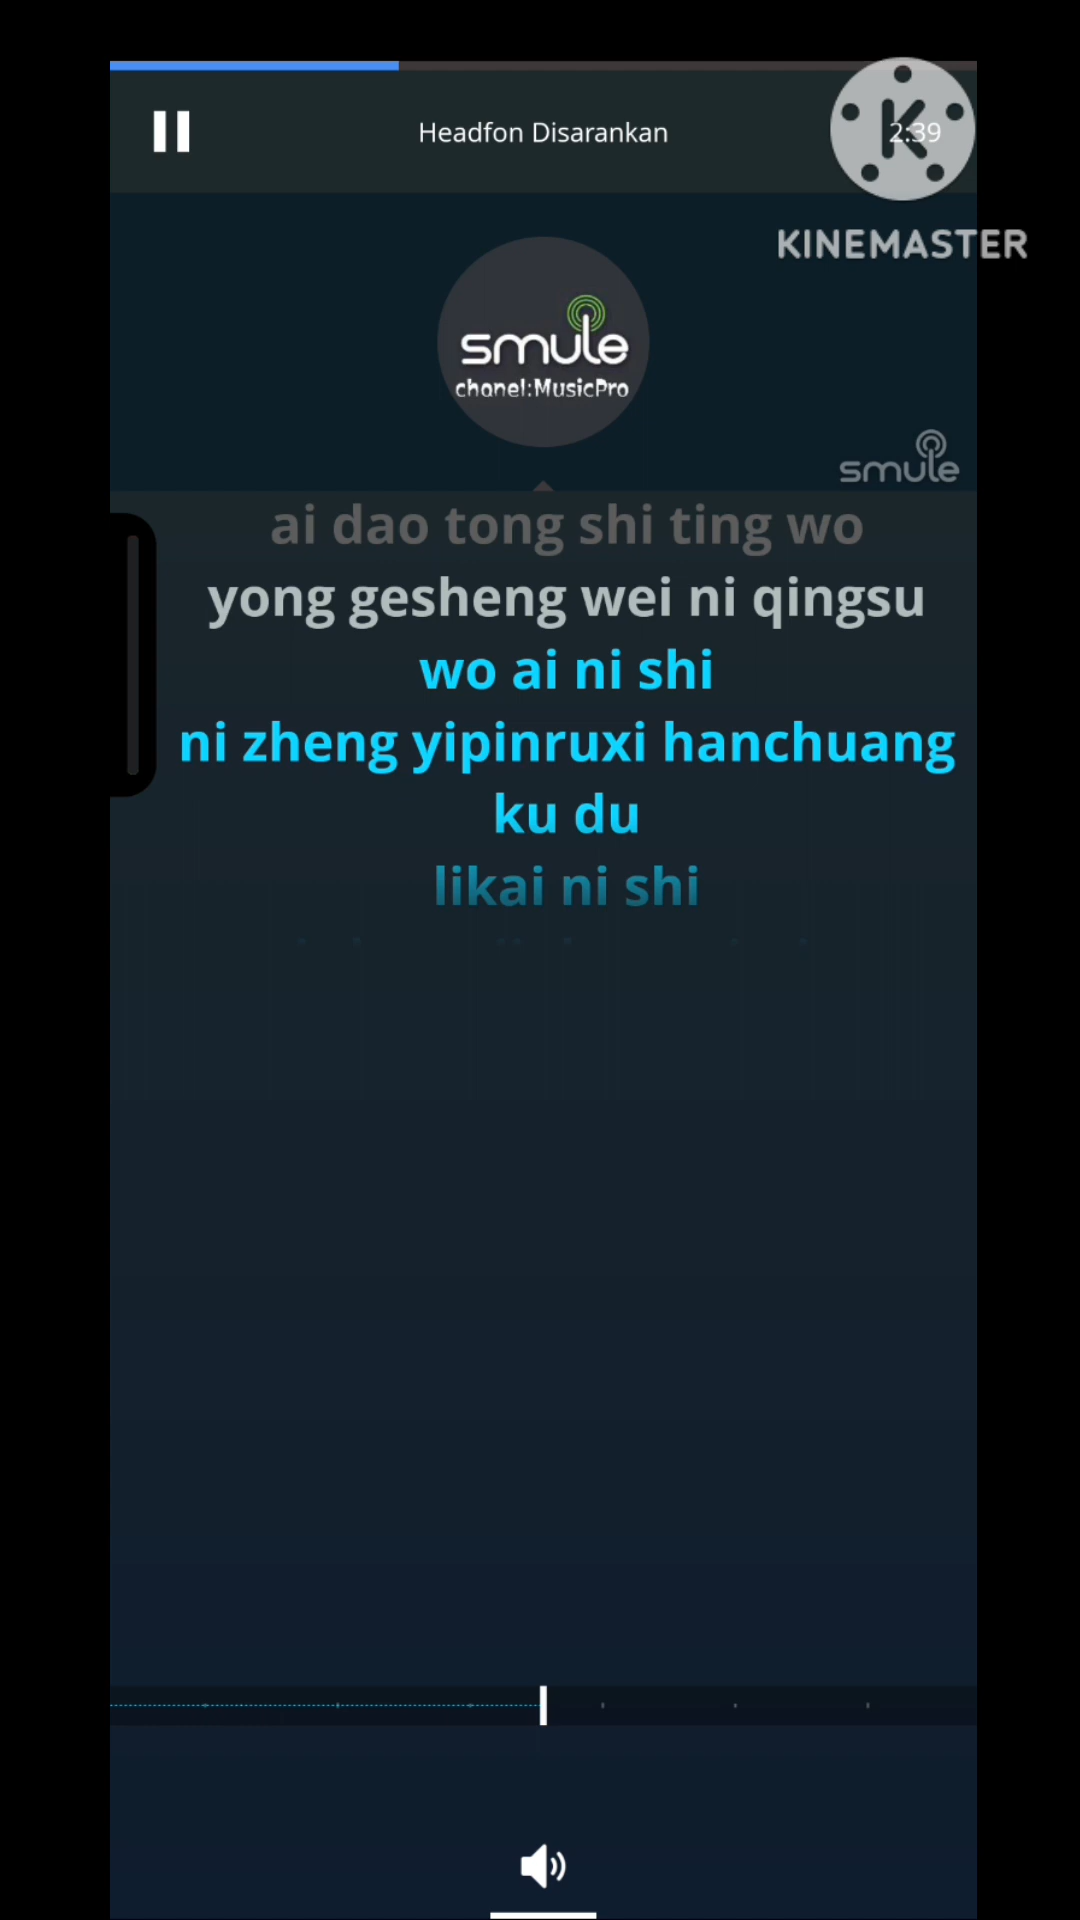 Headfon Disarankan
2:39
KINEMASTER
smule
chanel:MusicPro
smule
ai dao tong shi ting wo
yong gesheng wei ni qingsu
wo ai ni shi
ni zheng yipinruxi hanchuang
ku du
likai ni shi